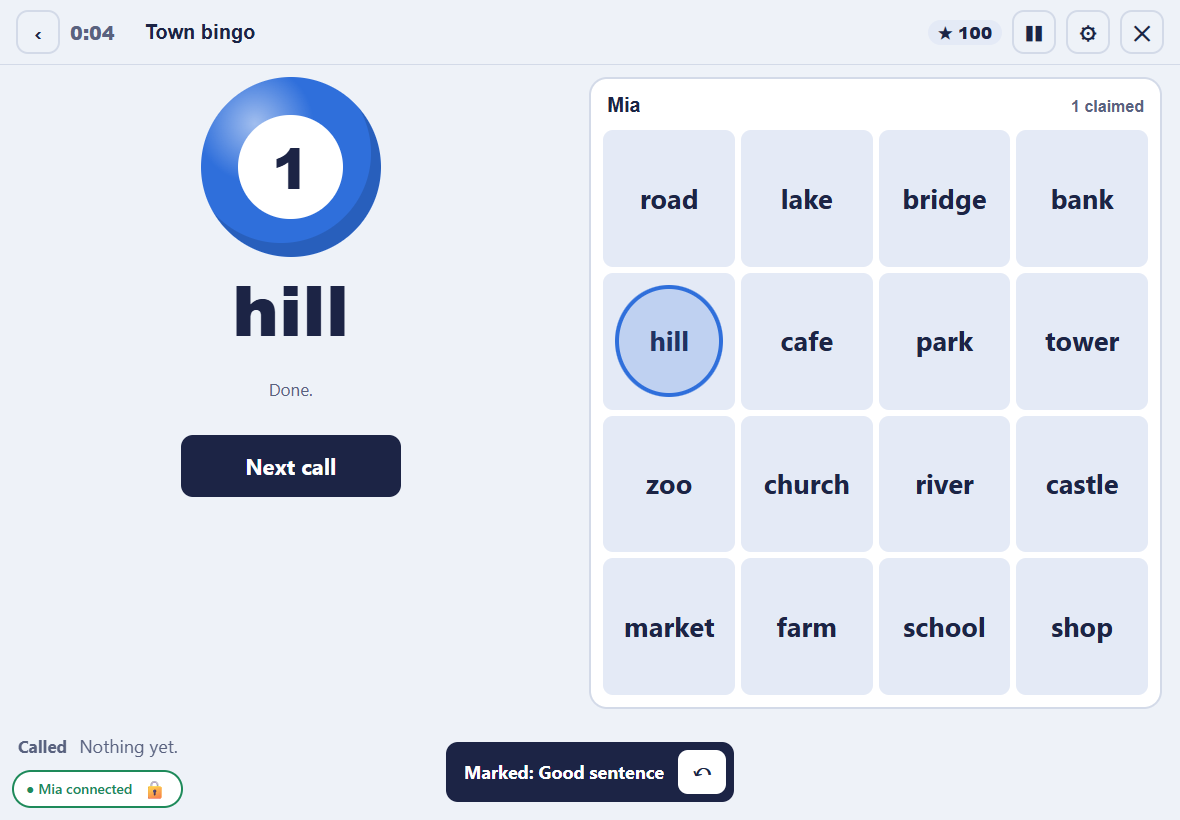 ‹ 0:04 Town bingo ★ 100
1
hill
Done.
Next call
Mia 1 claimed
road lake bridge bank
hill cafe park tower
zoo church river castle
market farm school shop
Called Nothing yet.
Mia connected
Marked: Good sentence